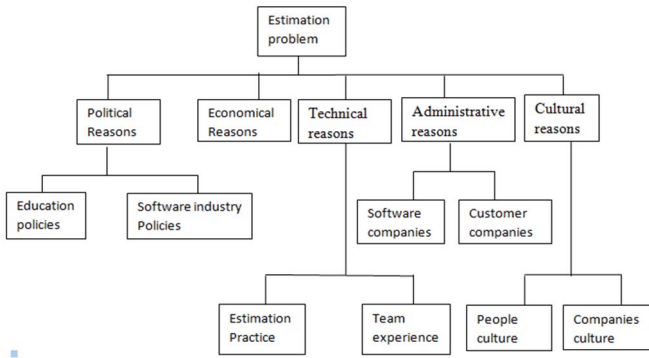 Estimation
problem
Political
Reasons
Economical
Reasons
Technical
reasons
Administrative
reasons
Cultural
reasons
Education
policies
Software industry
Policies
Software
companies
Customer
companies
Estimation
Practice
Team
experience
People
culture
Companies
culture